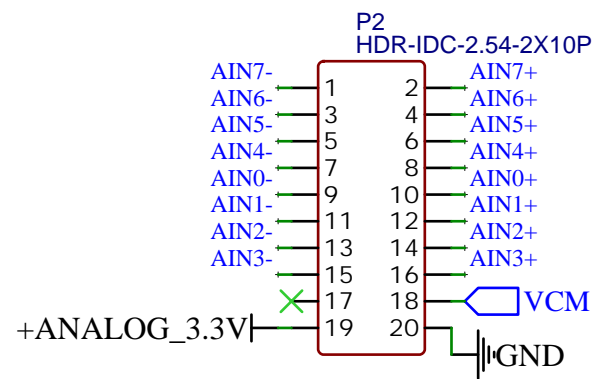 P2
HDR-IDC-2.54-2X10P
AIN7- 1 2 AIN7+
AIN6- 3 4 AIN6+
AIN5- 5 6 AIN5+
AIN4- 7 8 AIN4+
AIN0- 9 10 AIN0+
AIN1- 11 12 AIN1+
AIN2- 13 14 AIN2+
AIN3- 15 16 AIN3+
17 18 VCM
+ANALOG_3.3V 19 20 GND